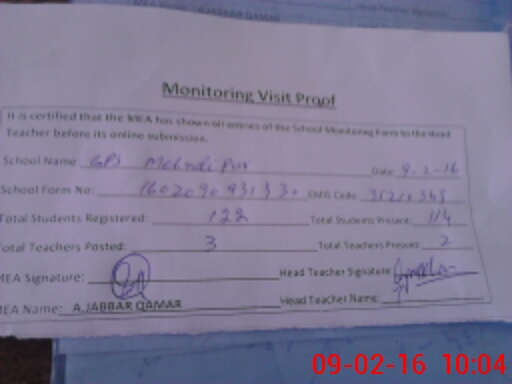 Monitoring Visit Proof
It is certified that the MEA has shown all entries of the School Monitoring Form to the Head
Teacher before its online submission.
School Name: GPS Mehndi Pur Date: 9-2-16
School Form No: EMIS Code:
Total Students Registered: 122 Total Students Present: 114
Total Teachers Posted: 3 Total Teachers Present: 2
MEA Signature: Head Teacher Signature:
MEA Name: A.JABBAR QAMAR Head Teacher Name:
09-02-16 10:04